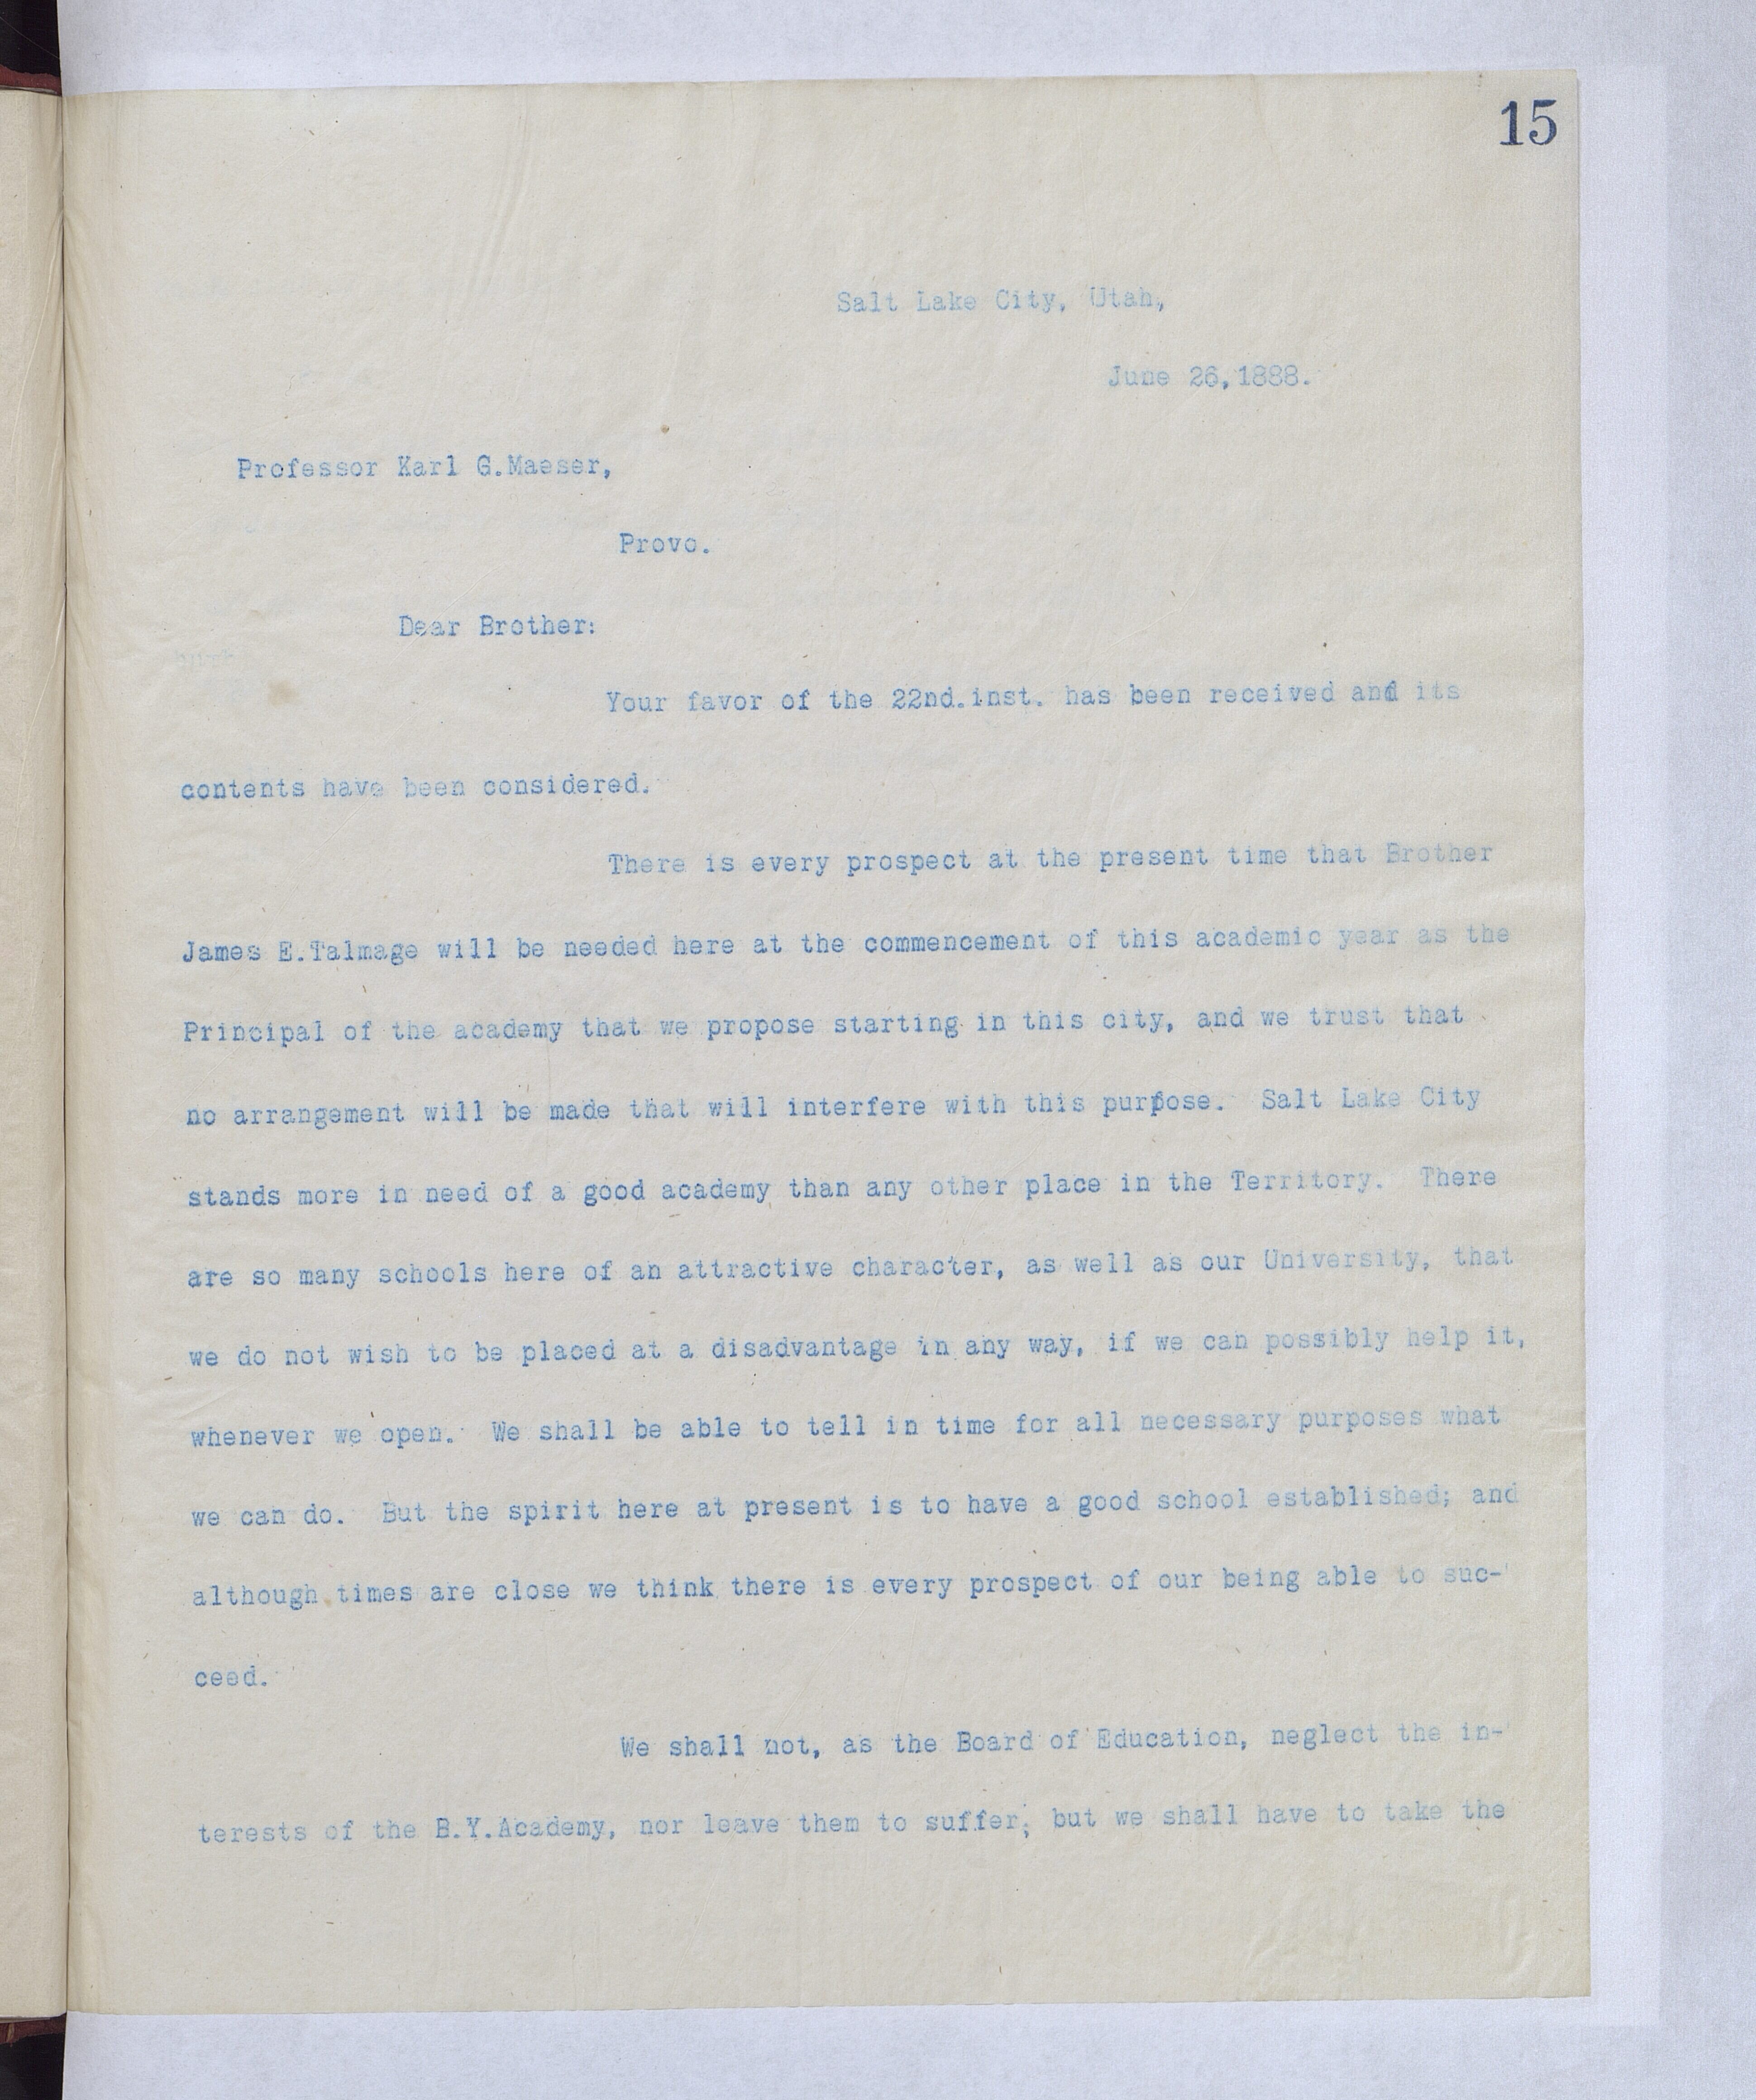 15
Salt Lake City, Utah,
June 26,1888.
Professor Karl G.Maeser,
Provo.
Dear Brother:
Your favor of the 22nd.inst. has been received and its
contents have been considered.
There is every prospect at the present time that Brother
James E.Talmage will be needed here at the commencement of this academic year as the
Principal of the academy that we propose starting in this city, and we trust that
no arrangement will be made that will interfere with this purpose. Salt Lake City
stands more in need of a good academy than any other place in the Territory. There
are so many schools here of an attractive character, as well as our University, that
we do not wish to be placed at a disadvantage in any way, if we can possibly help it,
whenever we open. We shall be able to tell in time for all necessary purposes what
we can do. But the spirit here at present is to have a good school established; and
although times are close we think there is every prospect of our being able to suc-
ceed.
We shall not, as the Board of Education, neglect the in-
terests of the B.Y.Academy, nor leave them to suffer; but we shall have to take the